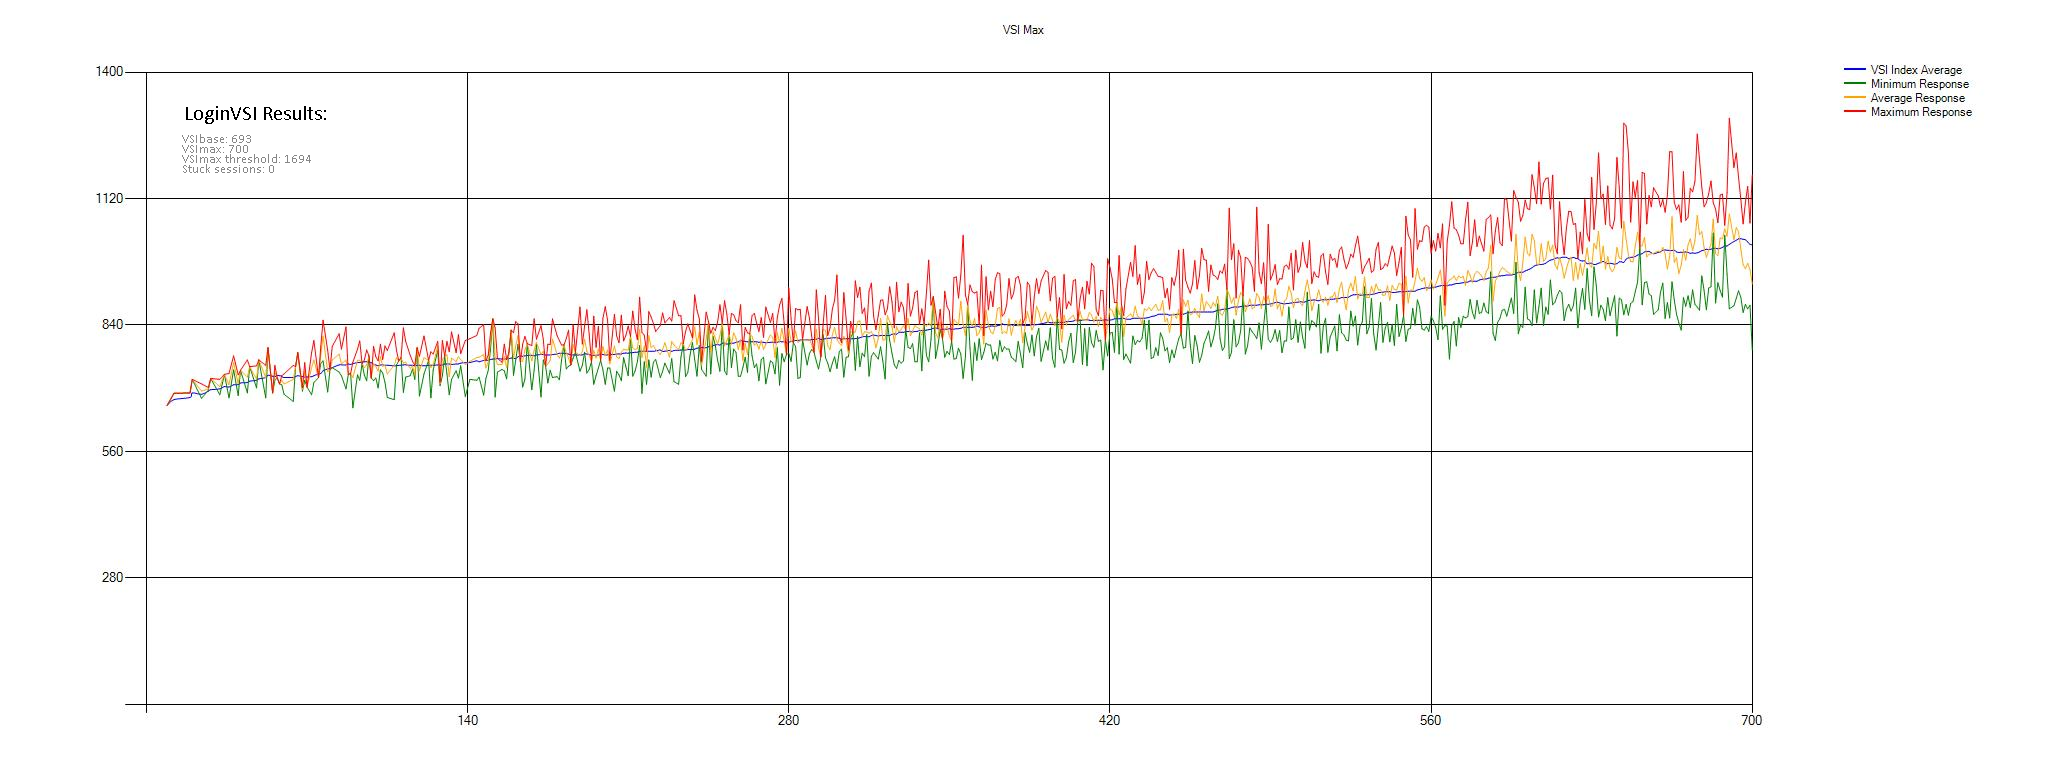 VSI Max
1400
1120
840
560
280
140
280
420
560
700
LoginVSI Results:
VSIbase: 693
VSImax: 700
VSImax threshold: 1694
Stuck sessions: 0
VSI Index Average
Minimum Response
Average Response
Maximum Response